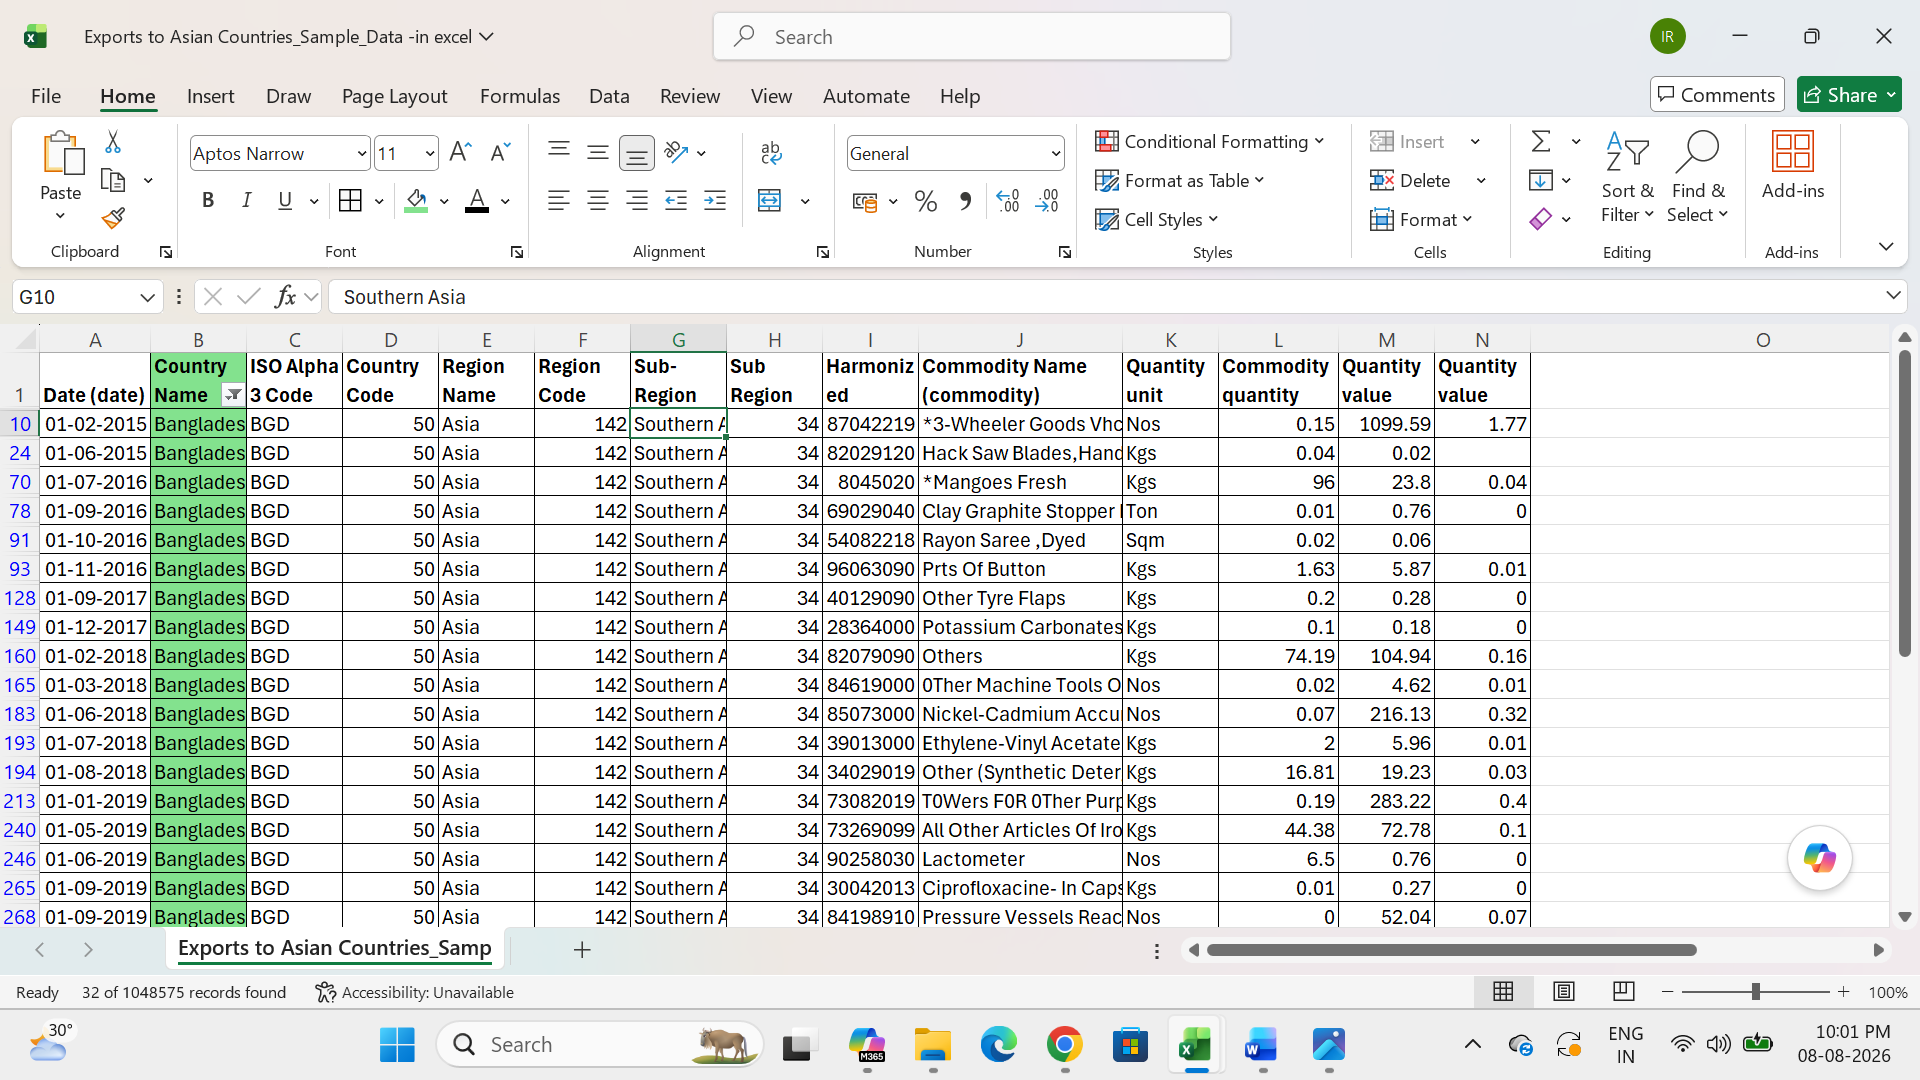 Exports to Asian Countries_Sample_Data -in excel
Search
IR
File Home Insert Draw Page Layout Formulas Data Review View Automate Help
Comments Share
Paste
Clipboard
Aptos Narrow 11
B I U A
Font
ab
Alignment
General
% .00
Number
Conditional Formatting
Format as Table
Cell Styles
Styles
Insert
Delete
Format
Cells
Sort & Filter
Find & Select
Editing
Add-ins
Add-ins
G10 fx Southern Asia
A B C D E F G H I J K L M N O
1 Date (date) Country Name ISO Alpha 3 Code Country Code Region Name Region Code Sub-Region Sub Region Harmonized Commodity Name (commodity) Quantity unit Commodity quantity Quantity value Quantity value
10 01-02-2015 Banglades BGD 50 Asia 142 Southern A 34 87042219 *3-Wheeler Goods Vhc Nos 0.15 1099.59 1.77
24 01-06-2015 Banglades BGD 50 Asia 142 Southern A 34 82029120 Hack Saw Blades,Hand Kgs 0.04 0.02
70 01-07-2016 Banglades BGD 50 Asia 142 Southern A 34 8045020 *Mangoes Fresh Kgs 96 23.8 0.04
78 01-09-2016 Banglades BGD 50 Asia 142 Southern A 34 69029040 Clay Graphite Stopper Ton 0.01 0.76 0
91 01-10-2016 Banglades BGD 50 Asia 142 Southern A 34 54082218 Rayon Saree ,Dyed Sqm 0.02 0.06
93 01-11-2016 Banglades BGD 50 Asia 142 Southern A 34 96063090 Prts Of Button Kgs 1.63 5.87 0.01
128 01-09-2017 Banglades BGD 50 Asia 142 Southern A 34 40129090 Other Tyre Flaps Kgs 0.2 0.28 0
149 01-12-2017 Banglades BGD 50 Asia 142 Southern A 34 28364000 Potassium Carbonates Kgs 0.1 0.18 0
160 01-02-2018 Banglades BGD 50 Asia 142 Southern A 34 82079090 Others Kgs 74.19 104.94 0.16
165 01-03-2018 Banglades BGD 50 Asia 142 Southern A 34 84619000 0Ther Machine Tools O Nos 0.02 4.62 0.01
183 01-06-2018 Banglades BGD 50 Asia 142 Southern A 34 85073000 Nickel-Cadmium Accu Nos 0.07 216.13 0.32
193 01-07-2018 Banglades BGD 50 Asia 142 Southern A 34 39013000 Ethylene-Vinyl Acetate Kgs 2 5.96 0.01
194 01-08-2018 Banglades BGD 50 Asia 142 Southern A 34 34029019 Other (Synthetic Deter Kgs 16.81 19.23 0.03
213 01-01-2019 Banglades BGD 50 Asia 142 Southern A 34 73082019 T0Wers F0R 0Ther Purp Kgs 0.19 283.22 0.4
240 01-05-2019 Banglades BGD 50 Asia 142 Southern A 34 73269099 All Other Articles Of Iro Kgs 44.38 72.78 0.1
246 01-06-2019 Banglades BGD 50 Asia 142 Southern A 34 90258030 Lactometer Nos 6.5 0.76 0
265 01-09-2019 Banglades BGD 50 Asia 142 Southern A 34 30042013 Ciprofloxacine- In Caps Kgs 0.01 0.27 0
268 01-09-2019 Banglades BGD 50 Asia 142 Southern A 34 84198910 Pressure Vessels Reac Nos 0 52.04 0.07
Exports to Asian Countries_Samp
Ready 32 of 1048575 records found Accessibility: Unavailable 100%
30° Search M365 ENG IN 10:01 PM 08-08-2026